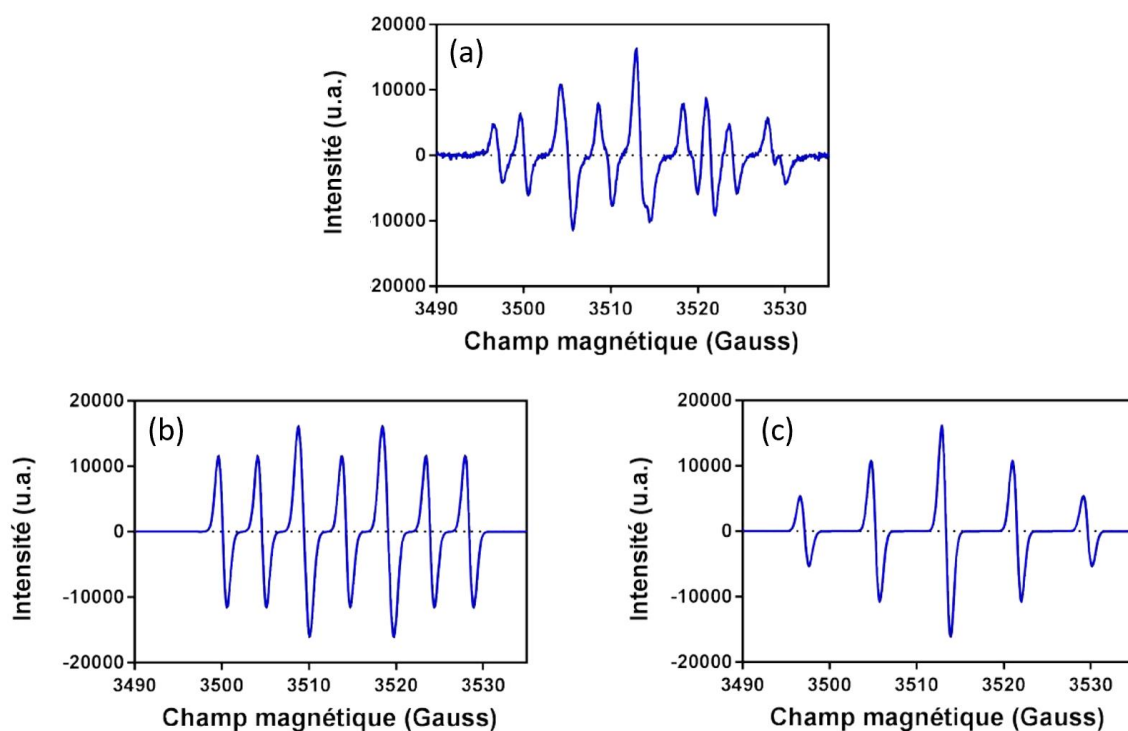 20000
10000
0
10000
20000
(a)
Intensité (u.a.)
3490 3500 3510 3520 3530
Champ magnétique (Gauss)
20000
10000
0
-10000
-20000
(b)
Intensité (u.a.)
3490 3500 3510 3520 3530
Champ magnétique (Gauss)
20000
10000
0
-10000
-20000
(c)
Intensité (u.a.)
3490 3500 3510 3520 3530
Champ magnétique (Gauss)